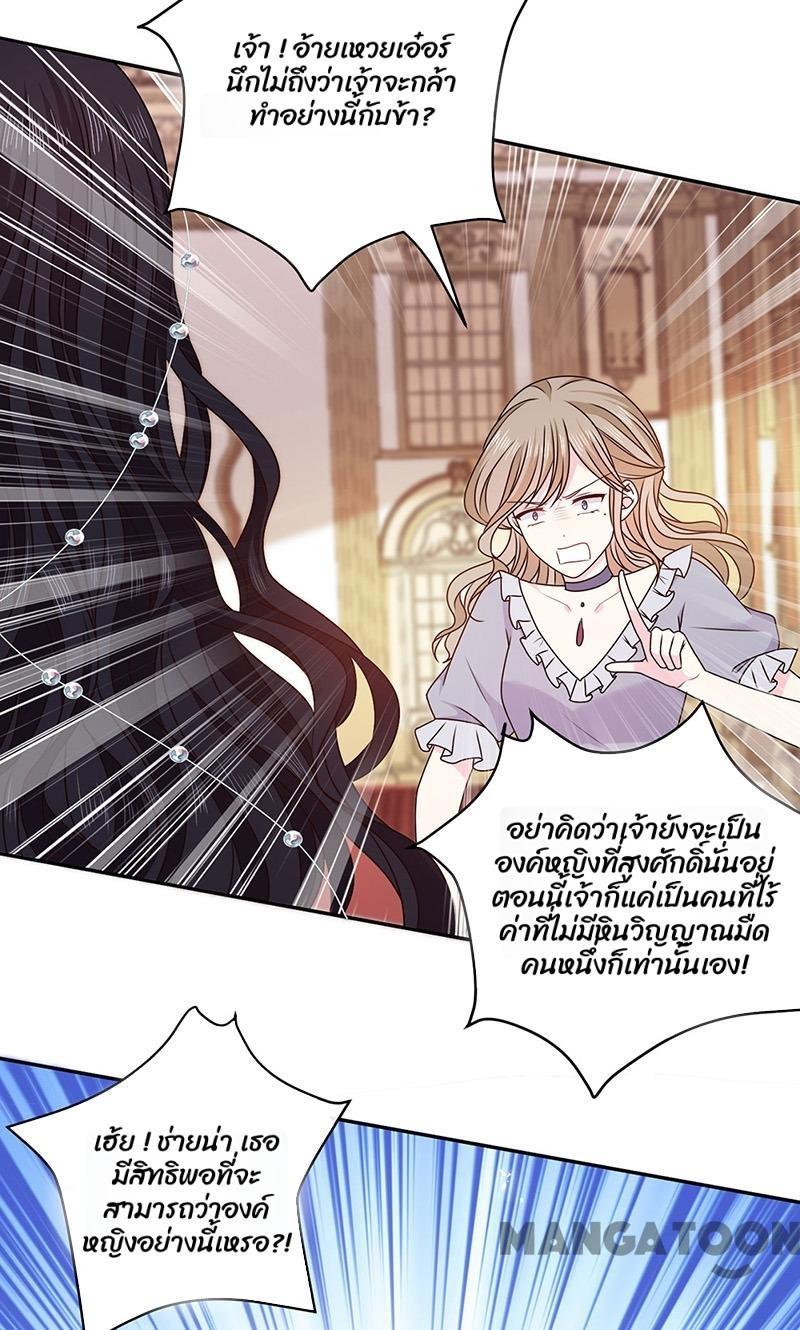 เจ้า ! อ้ายเหวยเอ๋อร์
นึกไม่ถึงว่าเจ้าจะกล้า
ทำอย่างนี้กับข้า?
อย่าคิดว่าเจ้ายังจะเป็น
องค์หญิงที่สูงศักดิ์นั่นอยู่
ตอนนี้เจ้าก็แค่เป็นคนที่ไร้
ค่าที่ไม่มีหินวิญญาณมืด
คนหนึ่งก็เท่านั้นเอง!
เฮ้ย ! ช่ายน่า เธอ
มีสิทธิพอที่จะ
สามารถว่าองค์
หญิงอย่างนี้เหรอ?!
MANGATOON